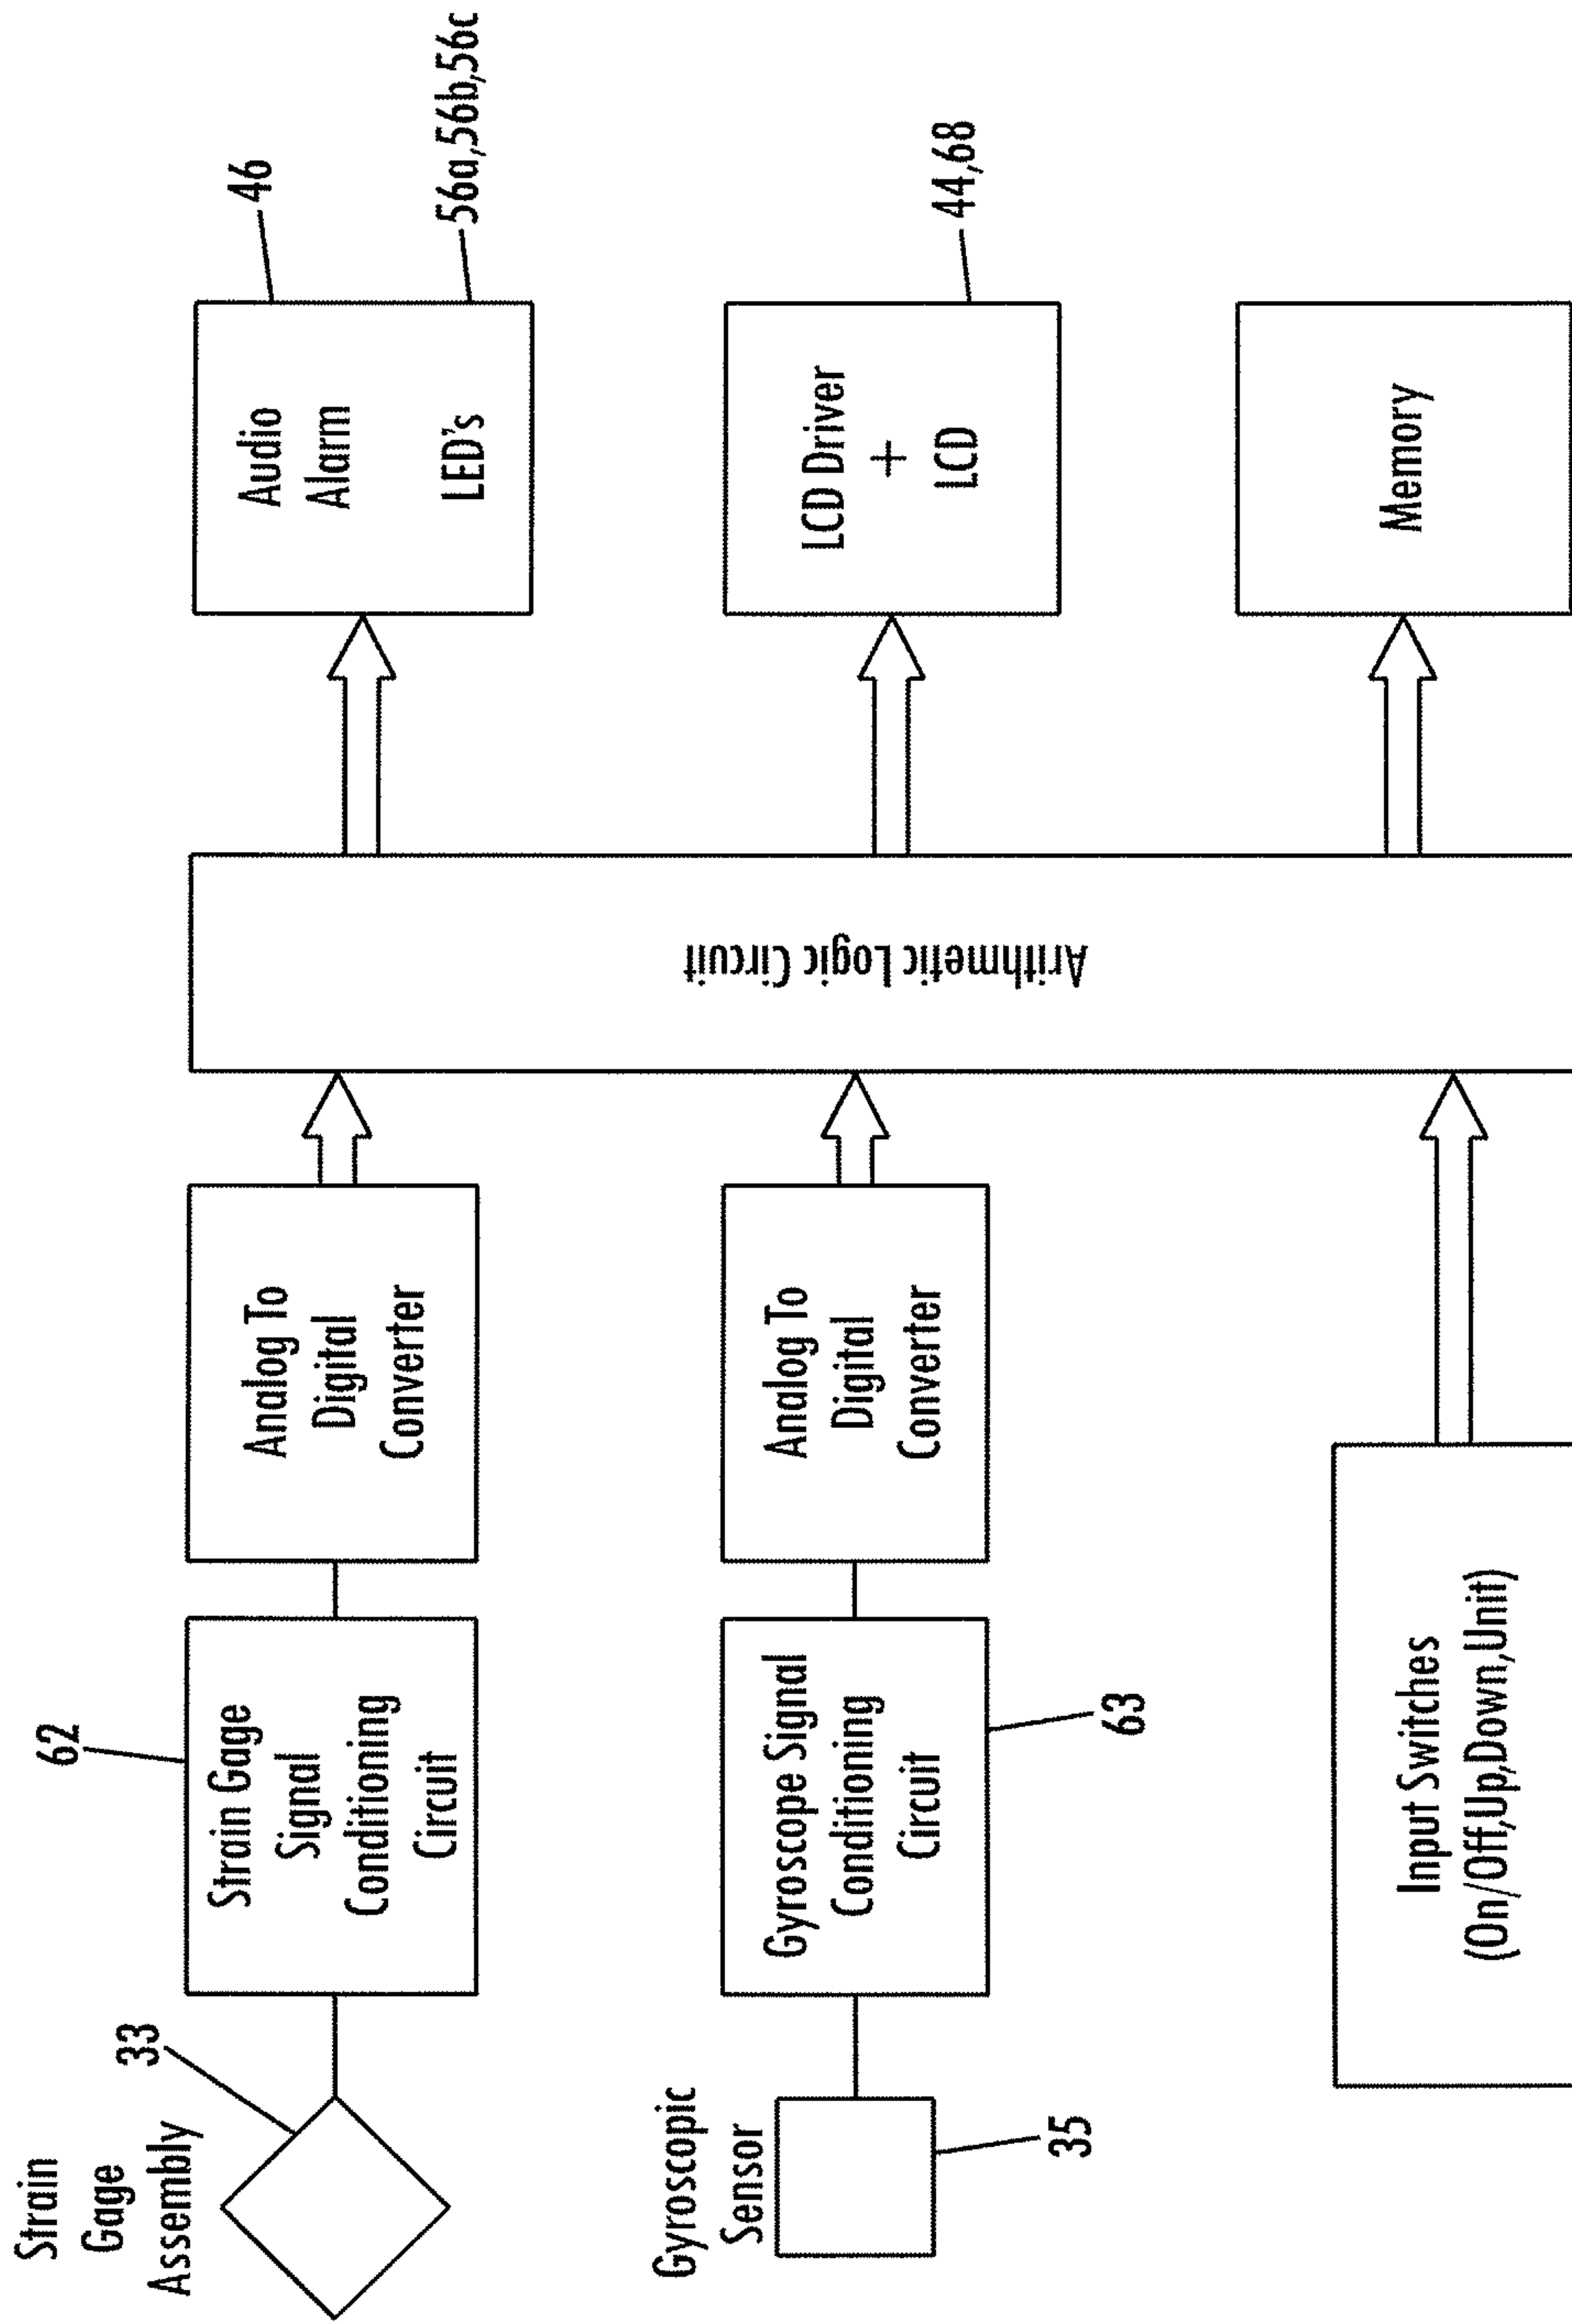 Strain
Gage
Assembly
33
62
Strain Gage
Signal
Conditioning
Circuit
Analog To
Digital
Converter
Gyroscopic
Sensor
35
Gyroscope Signal
Conditioning
Circuit
63
Analog To
Digital
Converter
Input Switches
(On/Off,Up,Down,Unit)
Arithmetic Logic Circuit
Audio
Alarm
LED's
46
56a,56b,56c
LCD Driver
+
LCD
44,68
Memory